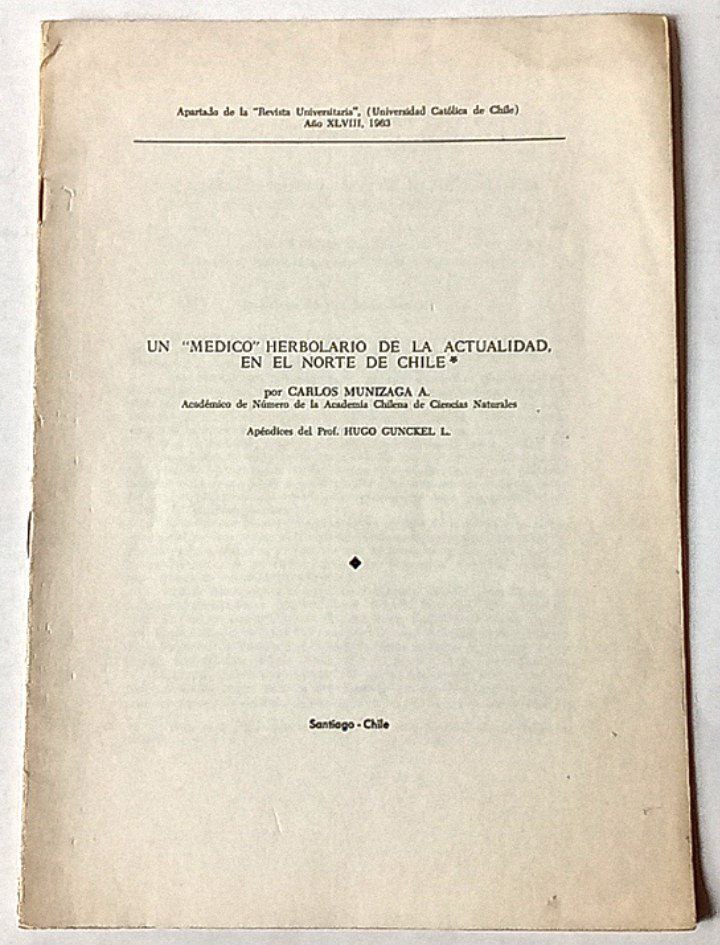 Apartado de la "Revista Universitaria", (Universidad Católica de Chile)
Año XLVIII, 1963
UN "MEDICO" HERBOLARIO DE LA ACTUALIDAD,
EN EL NORTE DE CHILE*
por CARLOS MUNIZAGA A.
Académico de Número de la Academia Chilena de Ciencias Naturales
Apéndices del Prof. HUGO GUNCKEL L.
Santiago - Chile